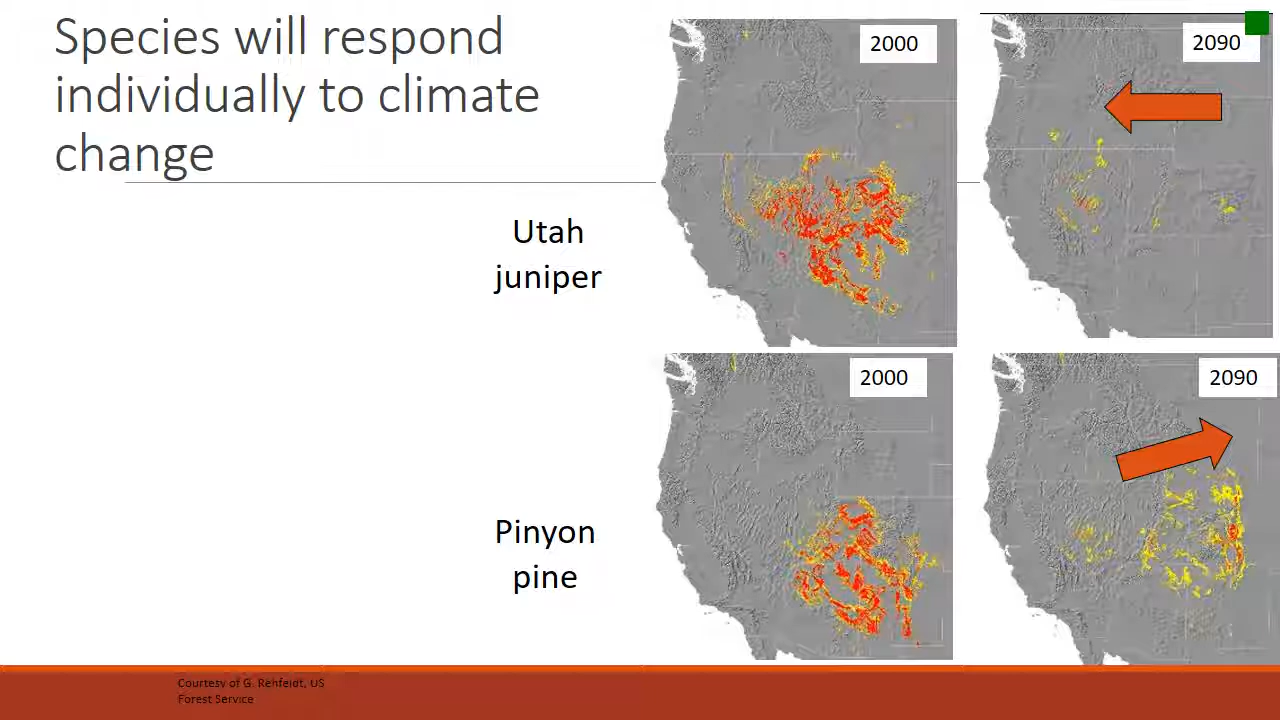 Species will respond
individually to climate
change
2000
2090
Utah
juniper
2000
2090
Pinyon
pine
Courtesy of G. Rehfeldt, US
Forest Service